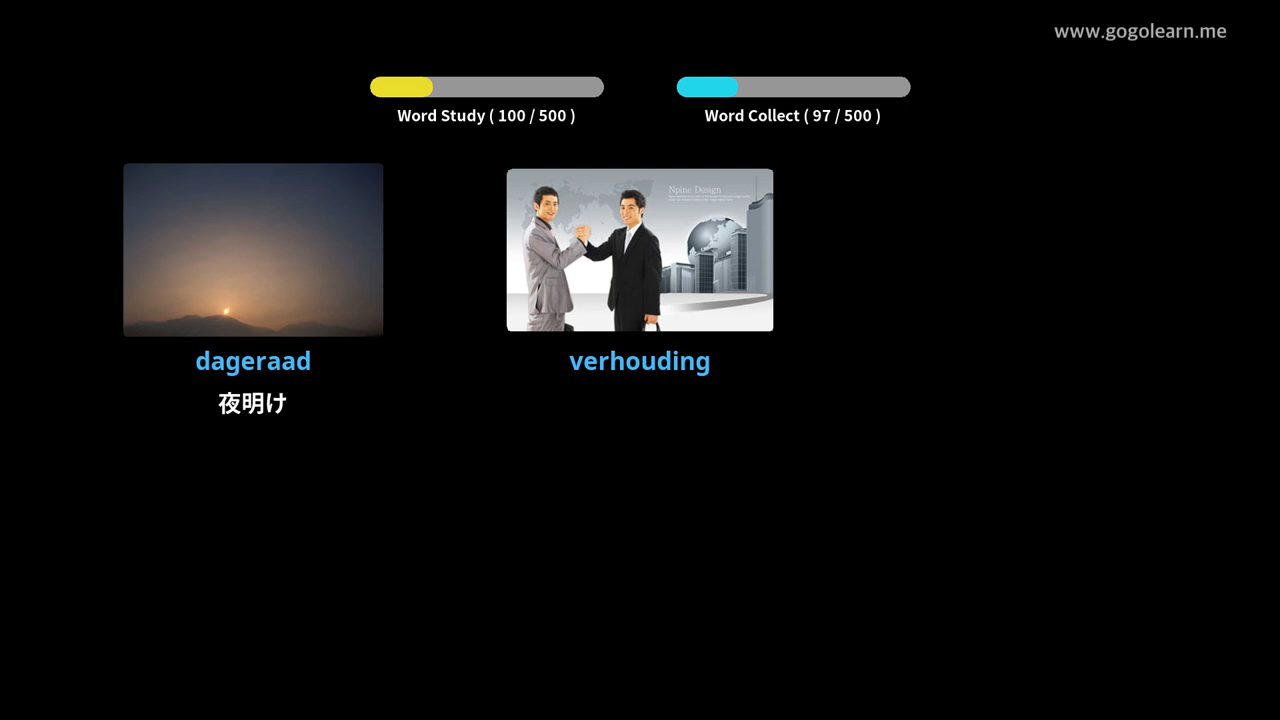 www.gogolearn.me
Word Study ( 100 / 500 )
Word Collect ( 97 / 500 )
Npine Design
dageraad
verhouding
夜明け